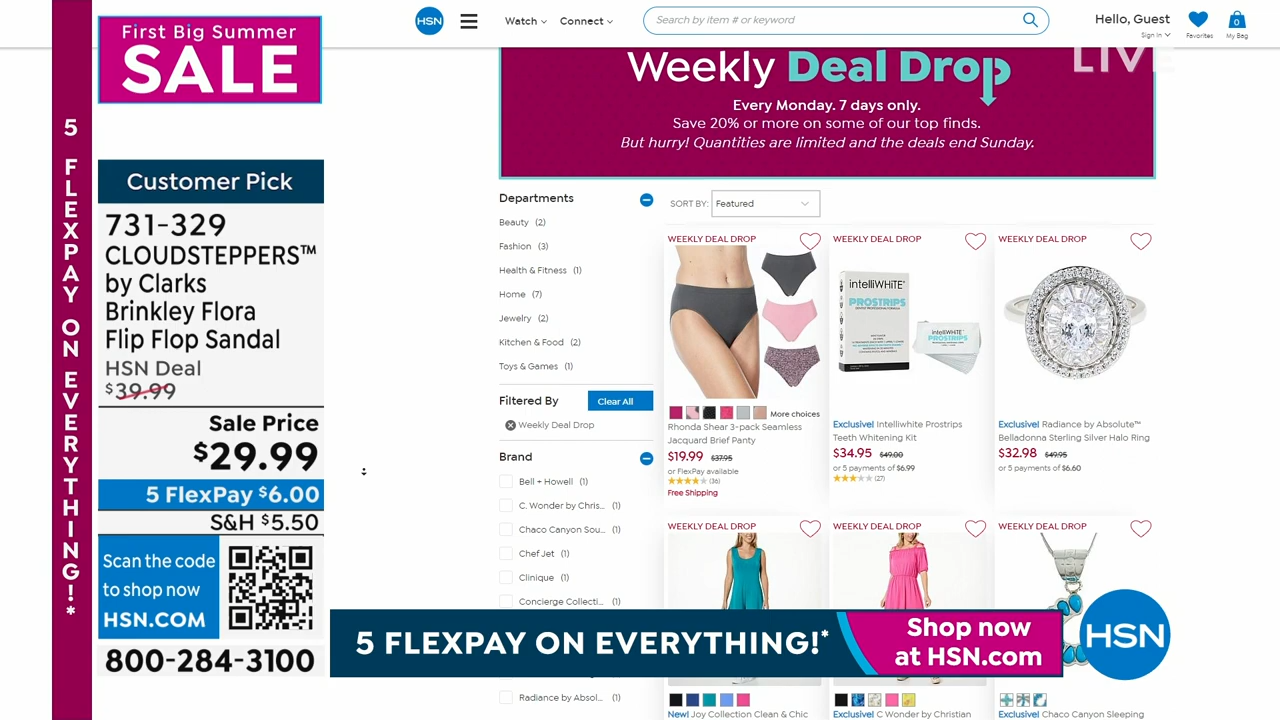 First Big Summer
SALE
5 FLEXPAY ON EVERYTHING!*
Customer Pick
731-329
CLOUDSTEPPERS™
by Clarks
Brinkley Flora
Flip Flop Sandal
HSN Deal
$39.99
Sale Price
$29.99
5 FlexPay $6.00
S&H $5.50
Scan the code
to shop now
HSN.COM
800-284-3100
HSN
Watch
Connect
Search by item # or keyword
Hello, Guest
Sign in
Favorites
0
My Bag
LIVE
Weekly Deal Drop
Every Monday. 7 days only.
Save 20% or more on some of our top finds.
But hurry! Quantities are limited and the deals end Sunday.
Departments
Beauty (2)
Fashion (3)
Health & Fitness (1)
Home (7)
Jewelry (2)
Kitchen & Food (2)
Toys & Games (1)
Filtered By
Clear All
Weekly Deal Drop
Brand
Bell + Howell (1)
C. Wonder by Chris... (1)
Chaco Canyon Sou... (1)
Chef Jet (1)
Clinique (1)
Concierge Collecti... (1)
Radiance by Absol... (1)
SORT BY: Featured
WEEKLY DEAL DROP
More choices
Rhonda Shear 3-pack Seamless
Jacquard Brief Panty
$19.99 $37.95
or FlexPay available
(36)
Free Shipping
WEEKLY DEAL DROP
intelliWHiTE®
PROSTRIPS
intelliWHiTE
PROSTRIPS
Exclusive! Intelliwhite Prostrips
Teeth Whitening Kit
$34.95 $49.00
or 5 payments of $6.99
(27)
WEEKLY DEAL DROP
Exclusive! Radiance by Absolute™
Belladonna Sterling Silver Halo Ring
$32.98 $49.95
or 5 payments of $6.60
WEEKLY DEAL DROP
New! Joy Collection Clean & Chic
WEEKLY DEAL DROP
Exclusive! C Wonder by Christian
WEEKLY DEAL DROP
Exclusive! Chaco Canyon Sleeping
5 FLEXPAY ON EVERYTHING!*
Shop now
at HSN.com
HSN